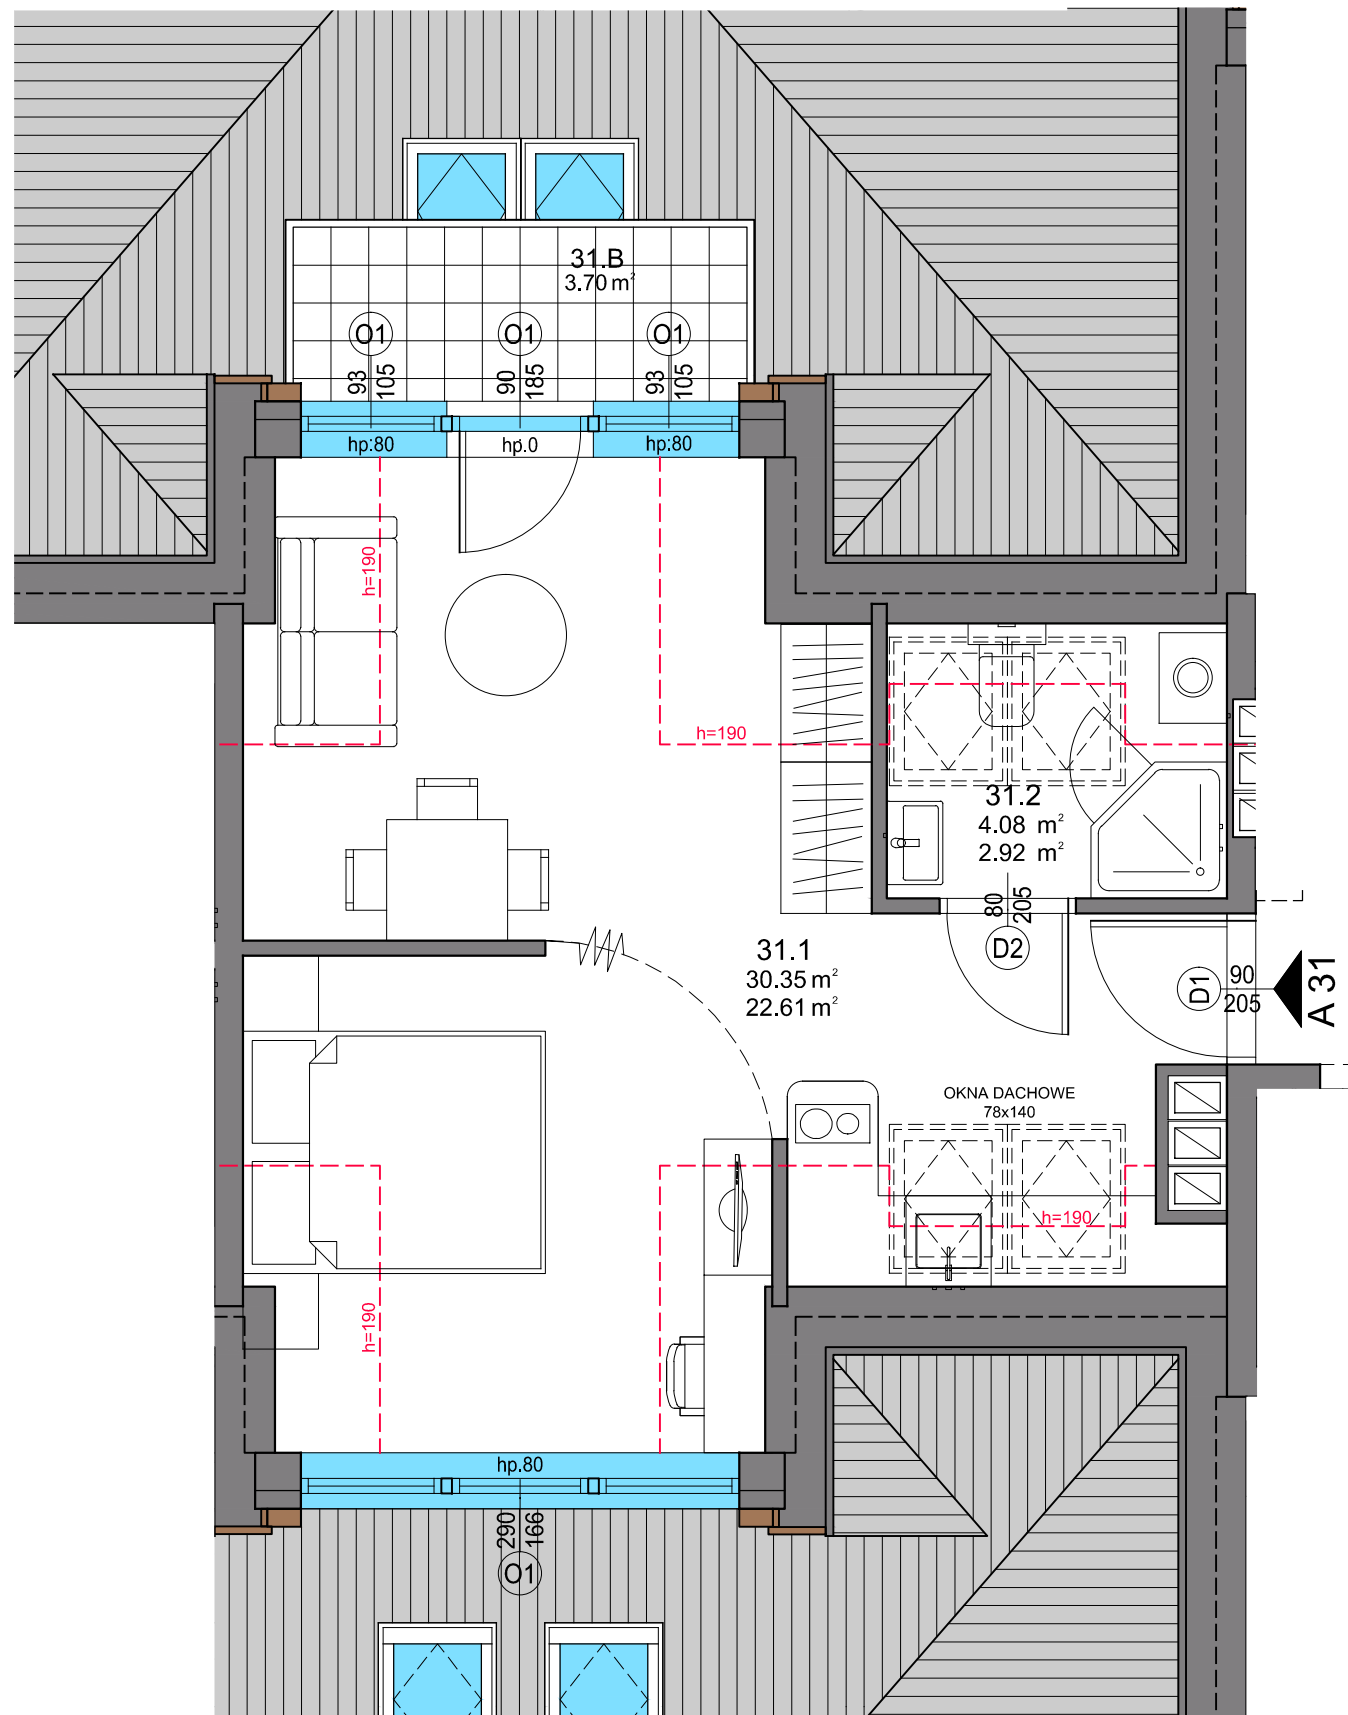 31.B
3.70 m²
O1
93
105
O1
90
185
O1
93
105
hp:80
hp.0
hp:80
h=190
h=190
31.2
4.08 m²
2.92 m²
80
205
D2
31.1
30.35 m²
22.61 m²
D1
90
205
A 31
OKNA DACHOWE
78x140
h=190
h=190
hp.80
290
166
O1